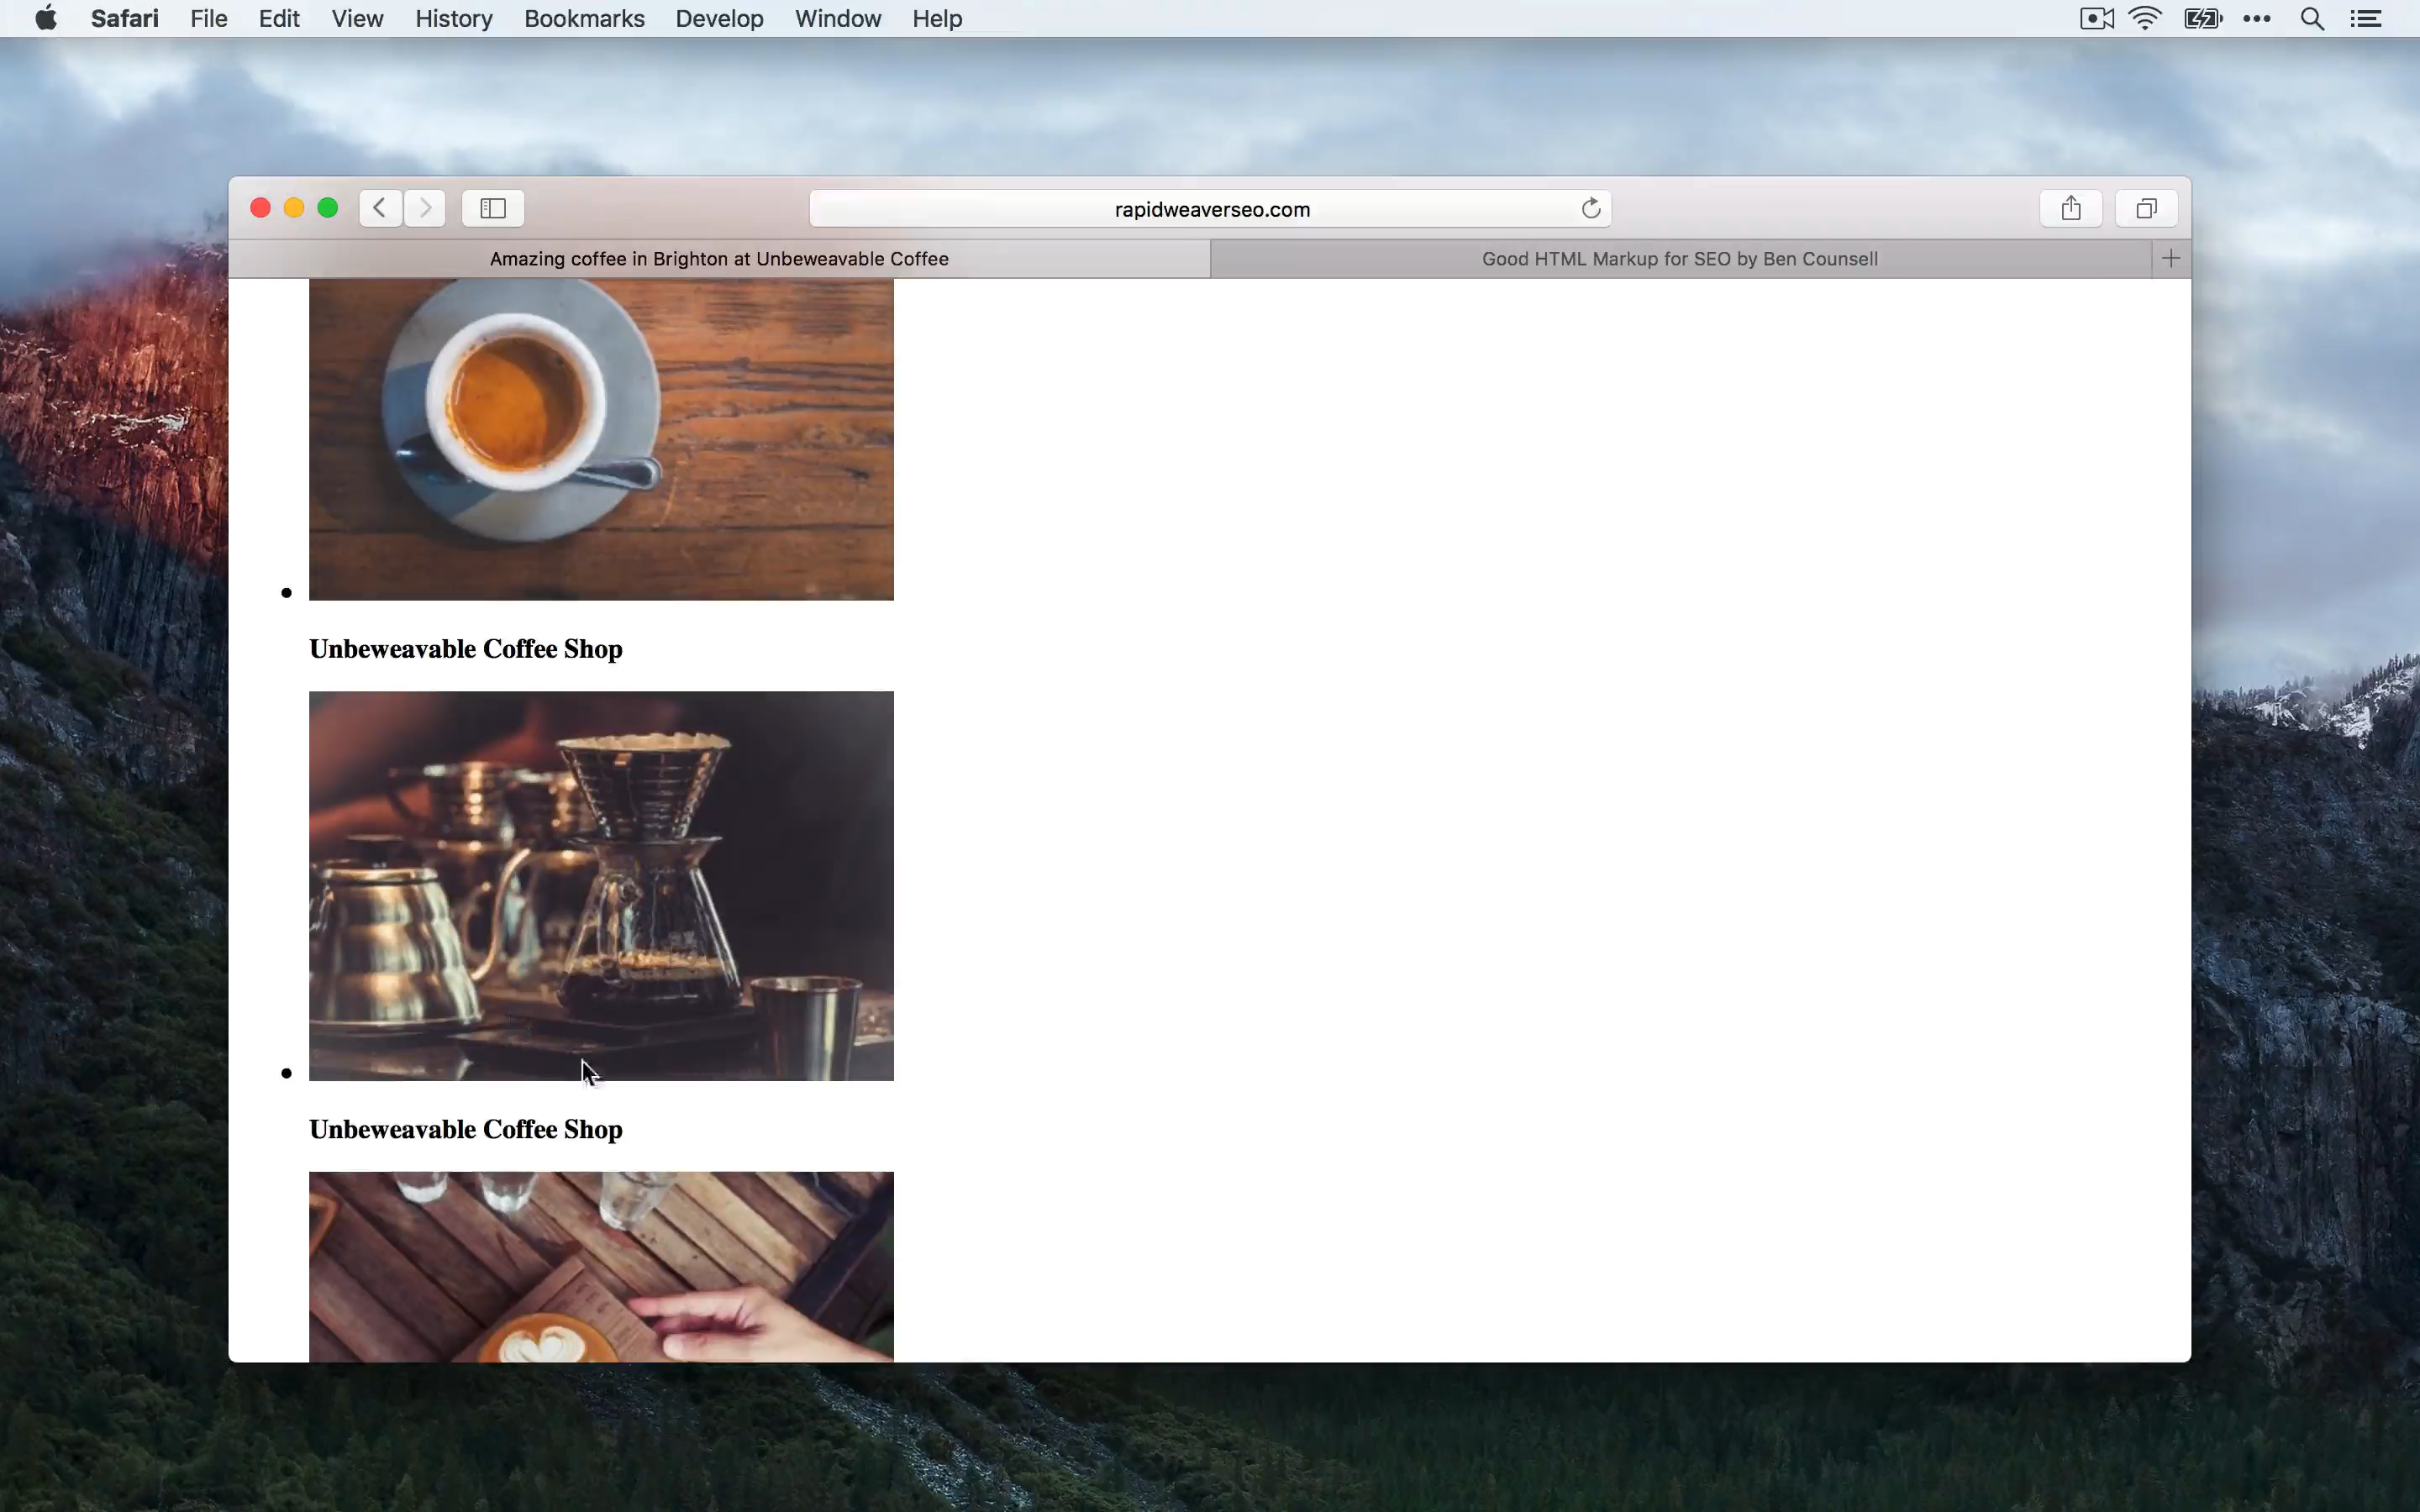 Safari File Edit View History Bookmarks Develop Window Help
rapidweaverseo.com
Amazing coffee in Brighton at Unbeweavable Coffee
Good HTML Markup for SEO by Ben Counsell
Unbeweavable Coffee Shop
Unbeweavable Coffee Shop